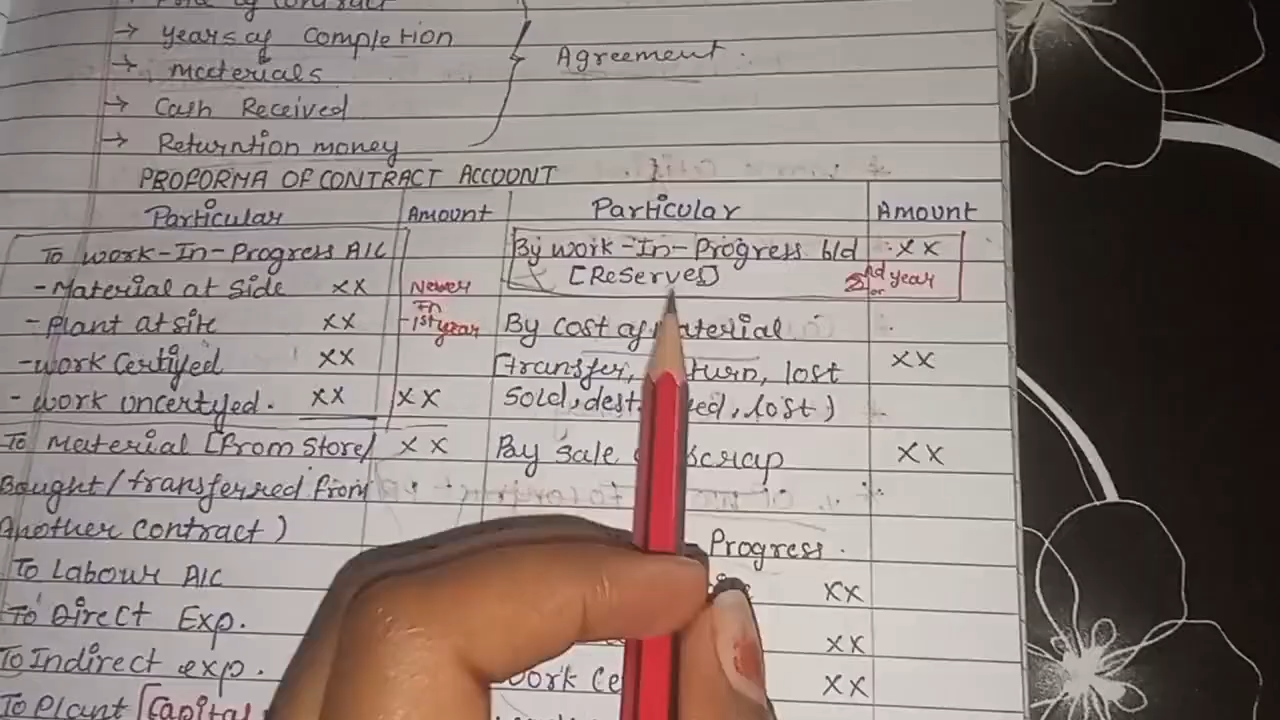 → years of Completion
→ materials
→ Cash Received
→ Returntion money
Agreement.
PROFORMA OF CONTRACT ACCOUNT
Particular Amount Particular Amount
To work-In-Progress A/C By work-In-Progress b/d xx
- Material at Side xx Never [Reserves] 2nd year
In or
- Plant at site xx - 1st year By cost of material
- work Certifyed xx (transfer, lost xx
- work uncertyed. xx xx Sold, lost)
To Material [From Store/ xx By Sale scrap xx
Bought/transferred from
Another contract)
Progress.
To Labour A/C xx
To Direct Exp. xx
To Indirect exp. work Ce xx
To Plant [Capital